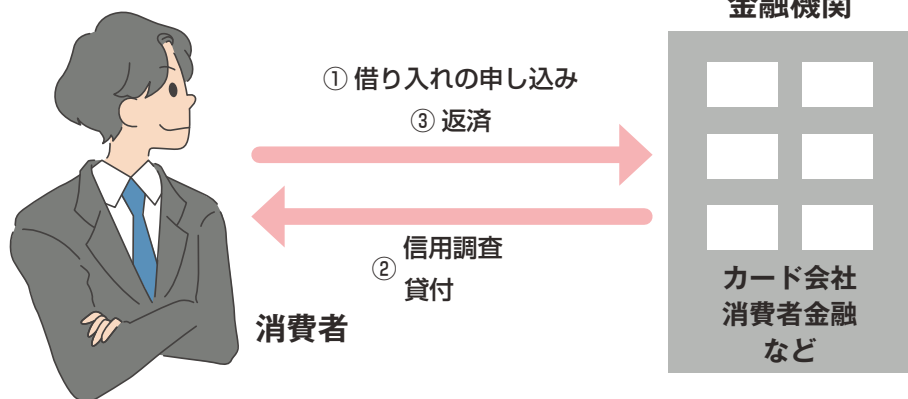 金融機関
① 借り入れの申し込み
③ 返済
② 信用調査
貸付
消費者
カード会社
消費者金融
など